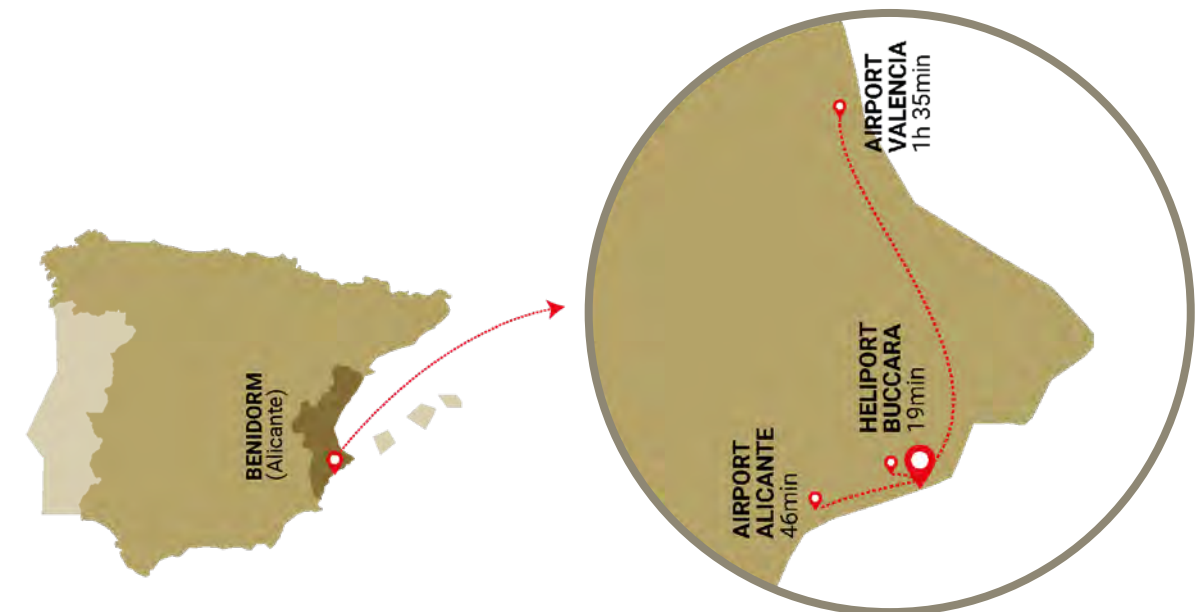 BENIDORM
(Alicante)
AIRPORT
ALICANTE
46min
HELIPORT
BUCCARA
19min
AIRPORT
VALENCIA
1h 35min